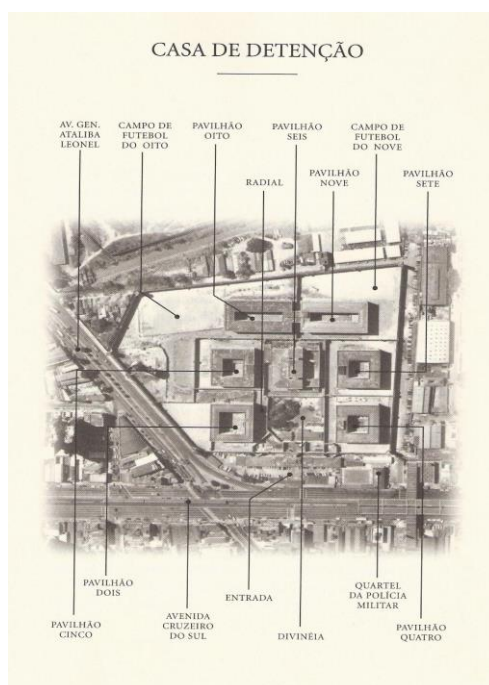 CASA DE DETENÇÃO
AV. GEN.
ATALIBA
LEONEL
CAMPO DE
FUTEBOL
DO OITO
PAVILHÃO
OITO
PAVILHÃO
SEIS
CAMPO DE
FUTEBOL
DO NOVE
RADIAL
PAVILHÃO
NOVE
PAVILHÃO
SETE
PAVILHÃO
DOIS
ENTRADA
QUARTEL
DA POLÍCIA
MILITAR
PAVILHÃO
CINCO
AVENIDA
CRUZEIRO
DO SUL
DIVINÉIA
PAVILHÃO
QUATRO